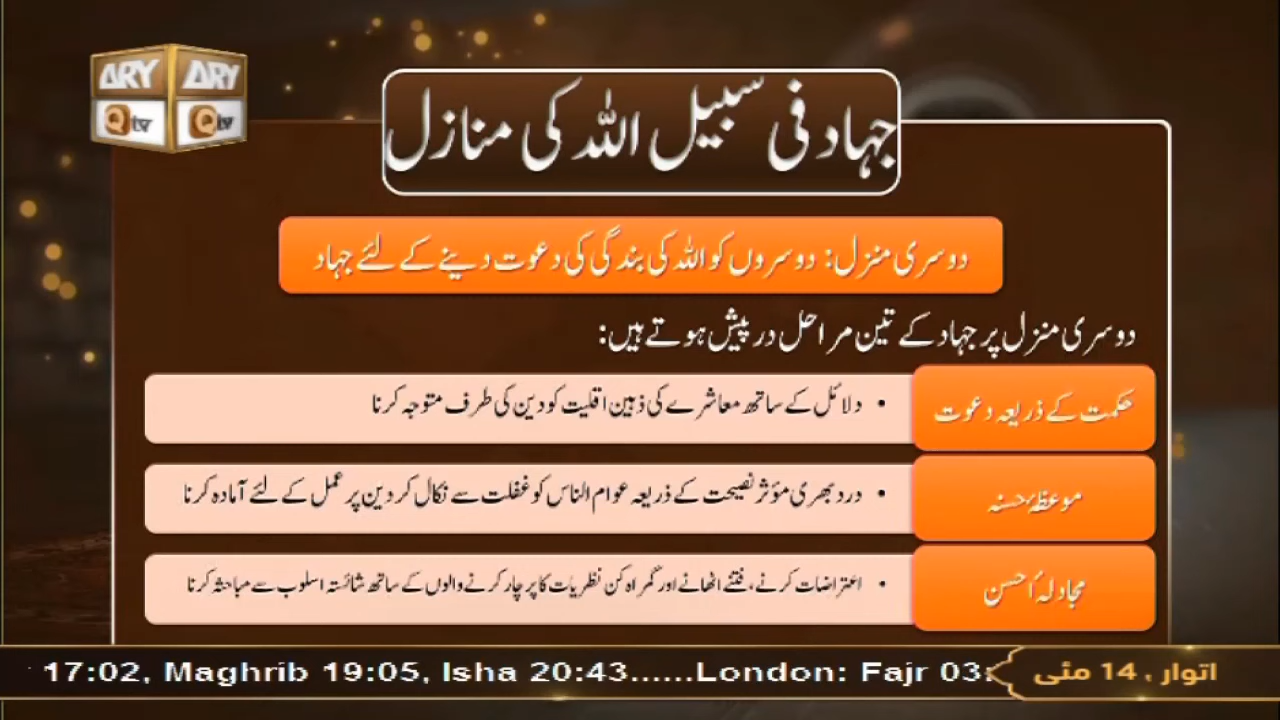 ARY ARY
Qtv Qtv
جہاد فی سبیل اللہ کی منازل
دوسری منزل: دوسروں کو اللہ کی بندگی کی دعوت دینے کے لئے جہاد
دوسری منزل پر جہاد کے تین مراحل درپیش ہوتے ہیں:
حکمت کے ذریعہ دعوت
• دلائل کے ساتھ معاشرے کی ذہین اقلیت کو دین کی طرف متوجہ کرنا
موعظۂ حسنہ
• درد بھری مؤثر نصیحت کے ذریعہ عوام الناس کو غفلت سے نکال کر دین پر عمل کے لئے آمادہ کرنا
مجادلہٴ احسن
• اعتراضات کرنے، فتنے اٹھانے اور گمراہ کن نظریات کا پرچار کرنے والوں کے ساتھ شائستہ اسلوب سے مباحثہ کرنا
17:02, Maghrib 19:05, Isha 20:43......London: Fajr 03:
اتوار، 14 مئی